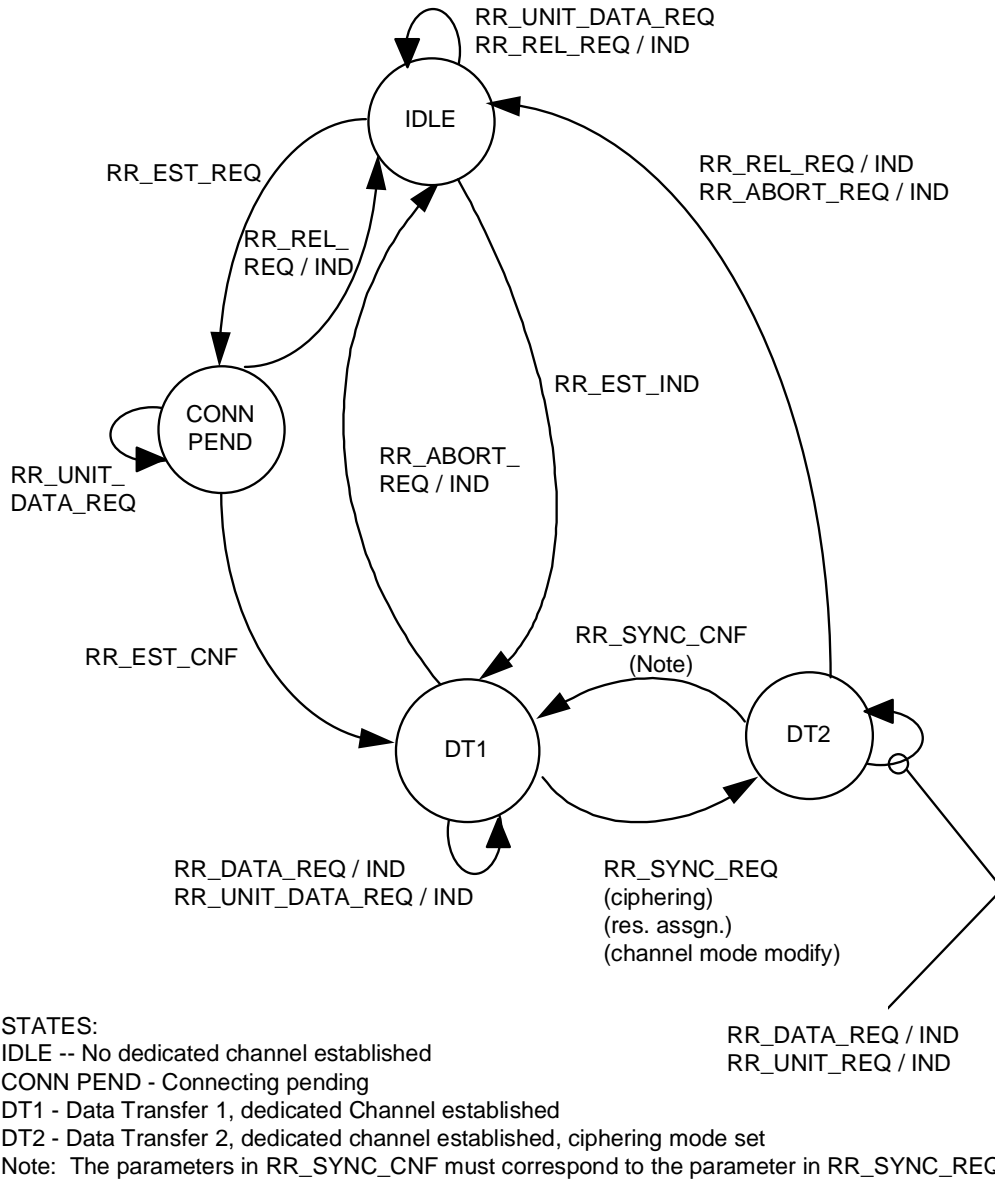 RR_UNIT_DATA_REQ
RR_REL_REQ / IND
IDLE
RR_EST_REQ
RR_REL_REQ / IND
RR_ABORT_REQ / IND
RR_REL_
REQ / IND
RR_EST_IND
CONN
PEND
RR_UNIT_
DATA_REQ
RR_ABORT_
REQ / IND
RR_EST_CNF
RR_SYNC_CNF
(Note)
DT1
DT2
RR_DATA_REQ / IND
RR_UNIT_DATA_REQ / IND
RR_SYNC_REQ
(ciphering)
(res. assgn.)
(channel mode modify)
RR_DATA_REQ / IND
RR_UNIT_REQ / IND
STATES:
IDLE -- No dedicated channel established
CONN PEND - Connecting pending
DT1 - Data Transfer 1, dedicated Channel established
DT2 - Data Transfer 2, dedicated channel established, ciphering mode set
Note: The parameters in RR_SYNC_CNF must correspond to the parameter in RR_SYNC_REQ